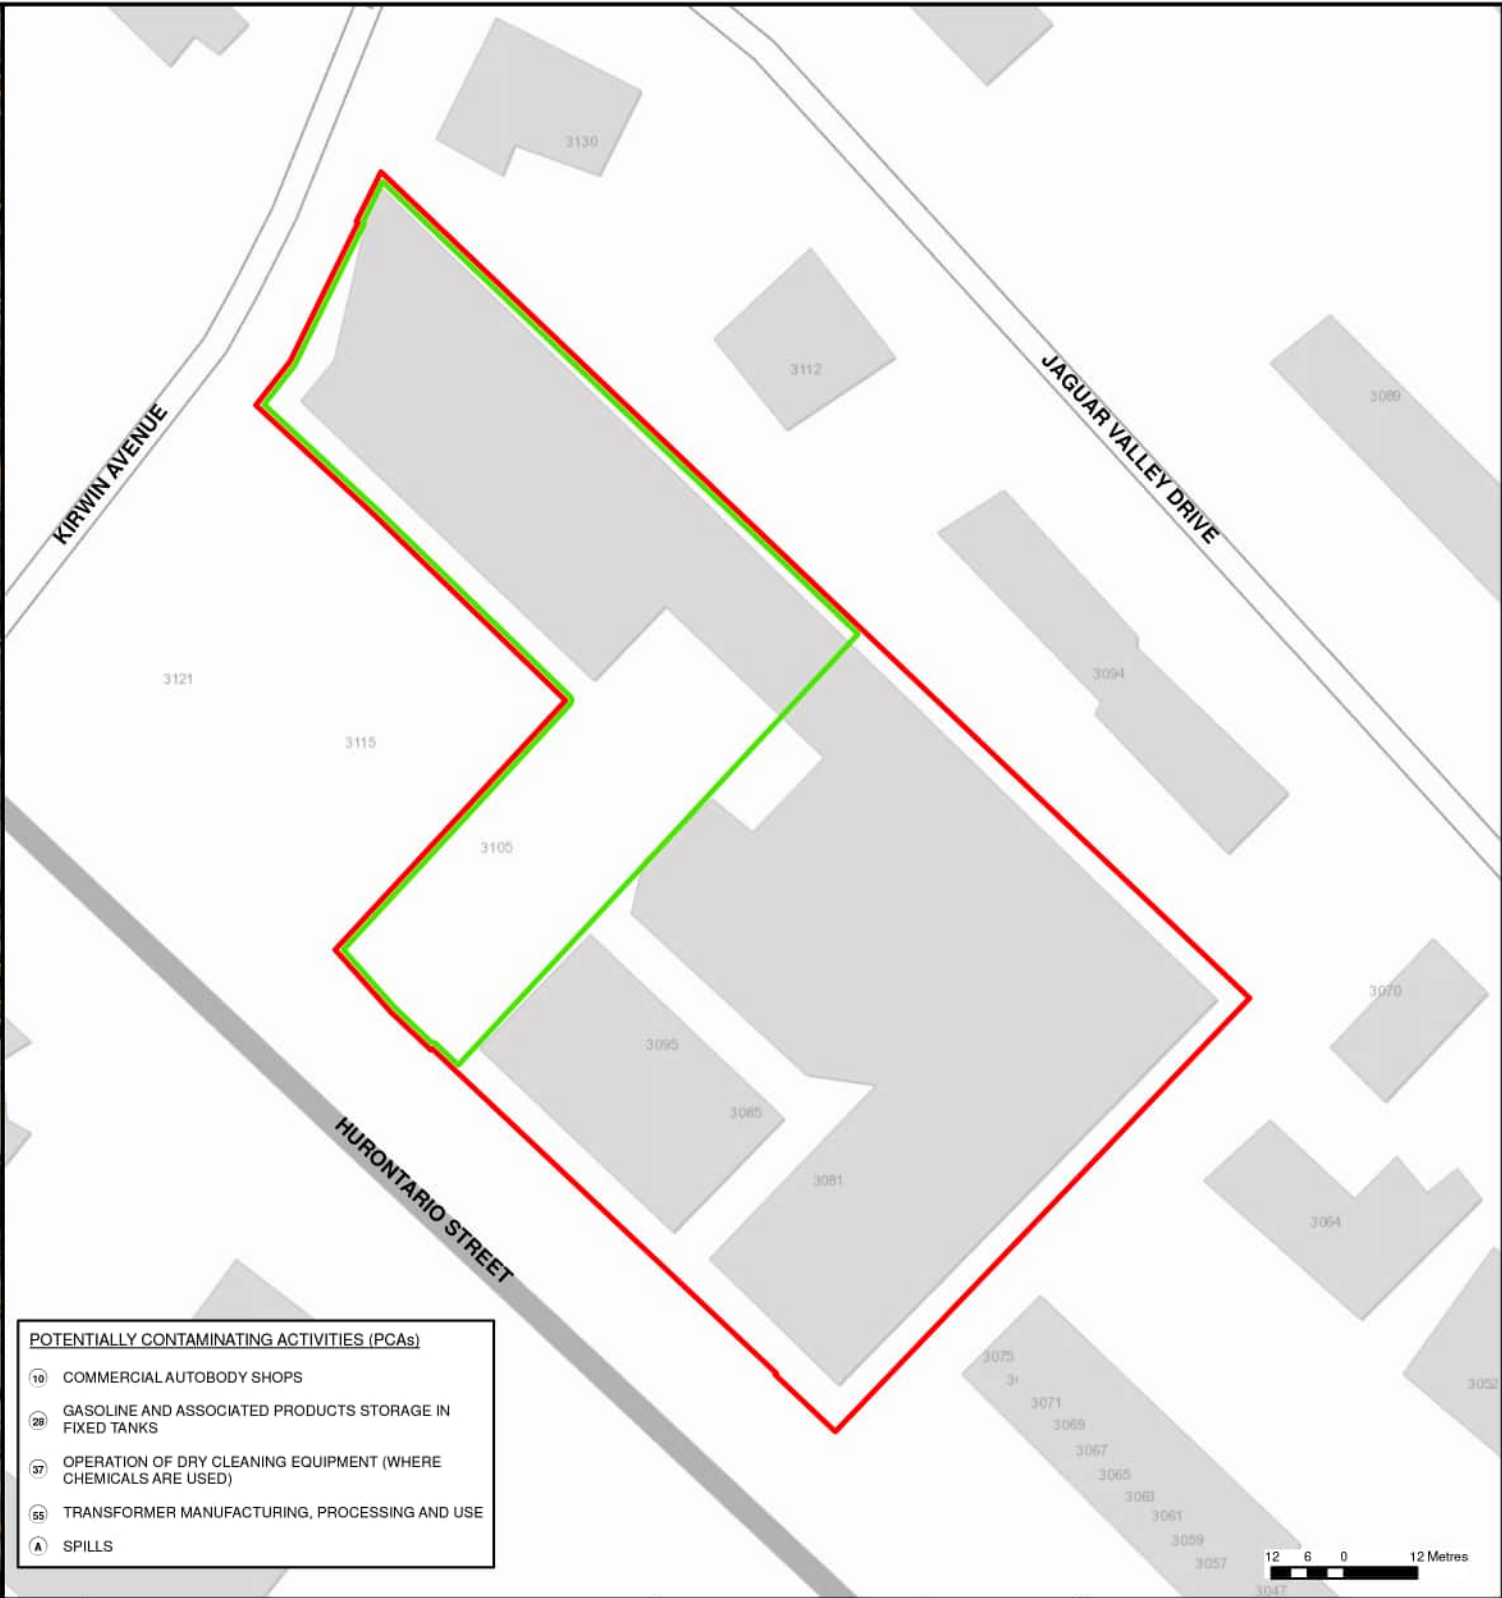 3130
3112
JAGUAR VALLEY DRIVE
3089
KIRWIN AVENUE
3121
3094
3115
3105
3070
3095
3085
HURONTARIO STREET
3081
3064
3075
3071
3069
3067
3065
3063
3061
3059
3057
3047
3052
POTENTIALLY CONTAMINATING ACTIVITIES (PCAs)
10 COMMERCIAL AUTOBODY SHOPS
28 GASOLINE AND ASSOCIATED PRODUCTS STORAGE IN
FIXED TANKS
37 OPERATION OF DRY CLEANING EQUIPMENT (WHERE
CHEMICALS ARE USED)
55 TRANSFORMER MANUFACTURING, PROCESSING AND USE
A SPILLS
12 6 0 12 Metres